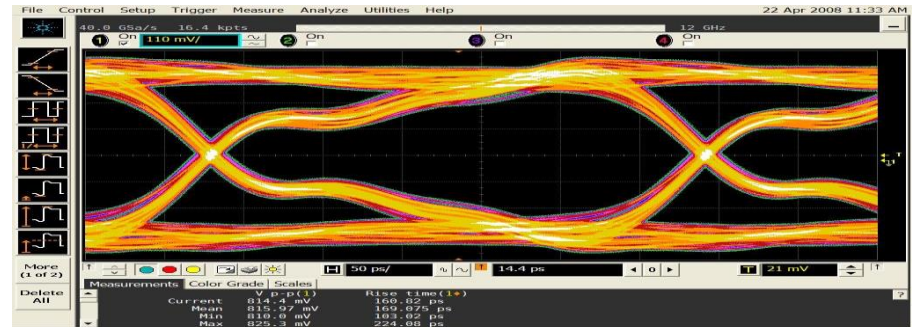 File Control Setup Trigger Measure Analyze Utilities Help 22 Apr 2008 11:33 AM
40.0 GSa/s 16.4 kpts 12 GHz
1 On 110 mV/ 2 On 3 On 4 On
T
1
1/4
More
(1 of 2)
Delete
All
H 50 ps/ 14.4 ps 0 T 21 mV
Measurements Color Grade Scales
V p-p(1) Rise time(1*)
Current 814.4 mV 160.82 ps
Mean 815.97 mV 169.075 ps
Min 810.0 mV 103.02 ps
Max 825.3 mV 224.08 ps
?